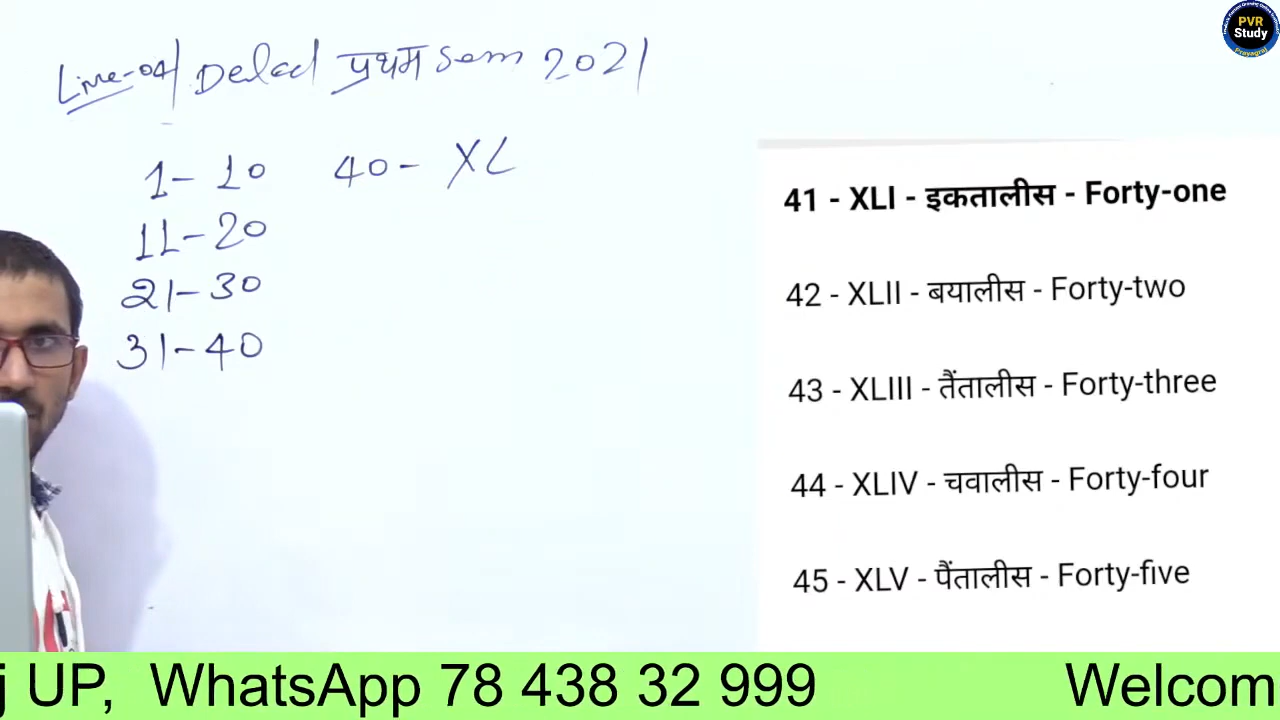 Live-04| Deled प्रथम Sem 2021
1 - 10
40 - XL
11 - 20
21 - 30
31 - 40
PVR
Study
Prayagraj
41 - XLI - इकतालीस - Forty-one
42 - XLII - बयालीस - Forty-two
43 - XLIII - तैंतालीस - Forty-three
44 - XLIV - चवालीस - Forty-four
45 - XLV - पैंतालीस - Forty-five
j UP, WhatsApp 78 438 32 999 Welcom